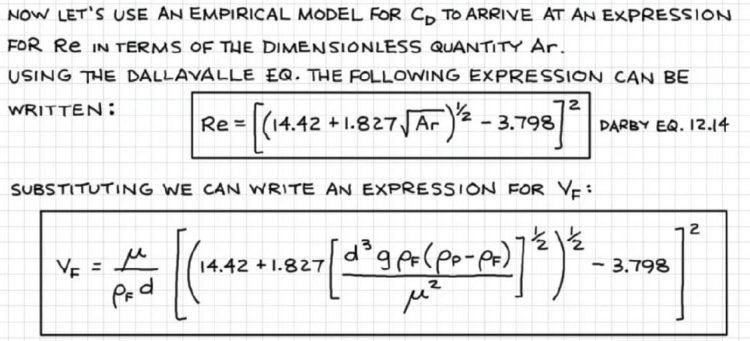 NOW LET'S USE AN EMPIRICAL MODEL FOR C_D TO ARRIVE AT AN EXPRESSION
FOR Re IN TERMS OF THE DIMENSIONLESS QUANTITY Ar.
USING THE DALLAVALLE EQ. THE FOLLOWING EXPRESSION CAN BE
WRITTEN: Re = [(14.42 + 1.827 √Ar)^½ - 3.798]^2 DARBY EQ. 12.14
SUBSTITUTING WE CAN WRITE AN EXPRESSION FOR V_F:
V_F = μ/(ρ_F d) [(14.42 + 1.827 [d³ g ρ_F (ρ_P - ρ_F)/μ²]^½)^½ - 3.798]^2